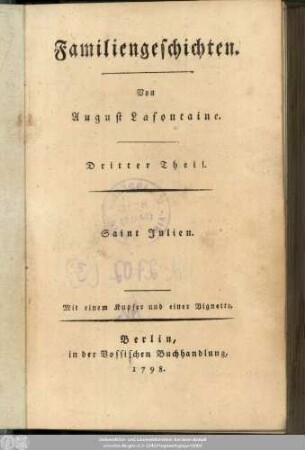 Familiengeschichten.
Von
August Lafontaine.
Dritter Theil.
Saint Julien.
Mit einem Kupfer und einer Vignette.
Berlin,
in der Vossischen Buchhandlung,
1798.